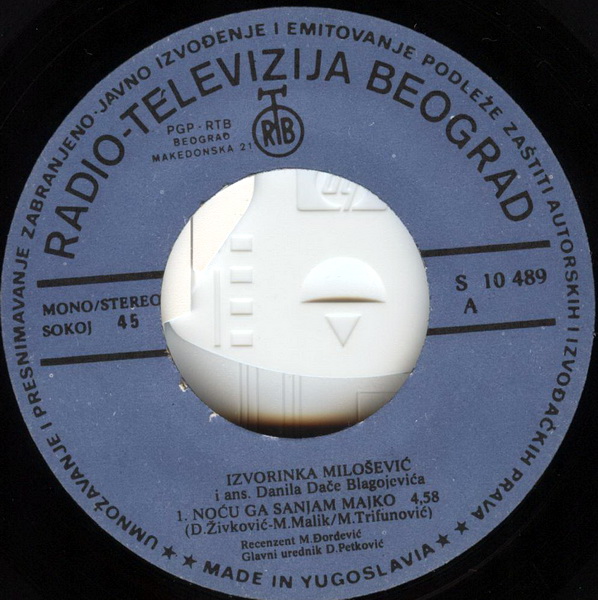 UMNOŽAVANJE I PRESNIMAVANJE ZABRANJENO·JAVNO IZVOĐENJE I EMITOVANJE PODLEŽE ZAŠTITI AUTORSKIH I IZVOĐAČKIH PRAVA
RADIO-TELEVIZIJA BEOGRAD
PGP-RTB
BEOGRAD
MAKEDONSKA 21
RTB
MONO/STEREO
SOKOJ 45
S 10 489
A
IZVORINKA MILOŠEVIĆ
i ans. Danila Dače Blagojevića
1. NOĆU GA SANJAM MAJKO 4,58
(D.Živković-M.Malik/M.Trifunović)
Recenzent M.Đorđević
Glavni urednik D.Petković
★★ MADE IN YUGOSLAVIA ★★